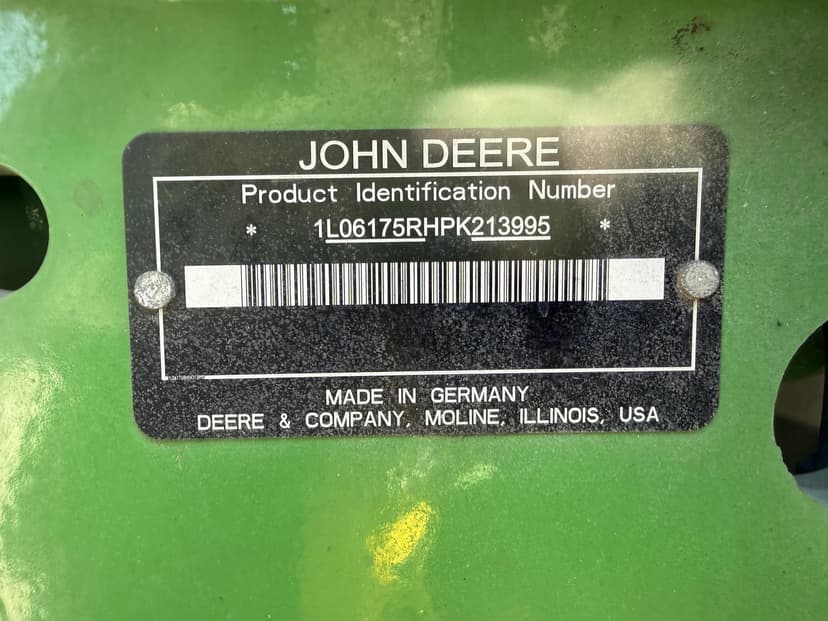 JOHN DEERE
Product Identification Number
* 1L06175RHPK213995 *
MADE IN GERMANY
DEERE & COMPANY, MOLINE, ILLINOIS, USA